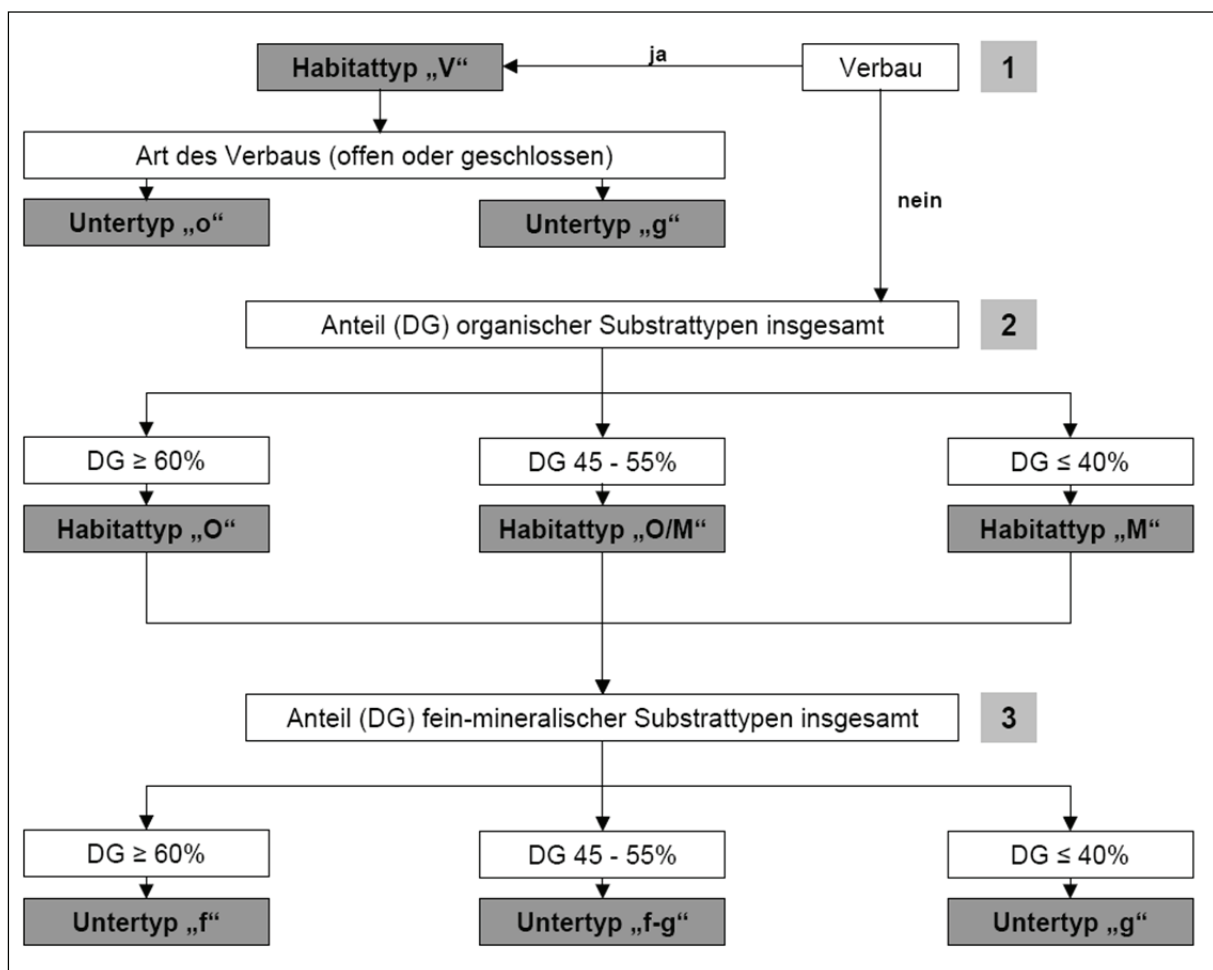 Habitattyp „V“
ja
Verbau
1
Art des Verbaus (offen oder geschlossen)
Untertyp „o“
Untertyp „g“
nein
Anteil (DG) organischer Substrattypen insgesamt
2
DG ≥ 60%
DG 45 - 55%
DG ≤ 40%
Habitattyp „O“
Habitattyp „O/M“
Habitattyp „M“
Anteil (DG) fein-mineralischer Substrattypen insgesamt
3
DG ≥ 60%
DG 45 - 55%
DG ≤ 40%
Untertyp „f“
Untertyp „f-g“
Untertyp „g“